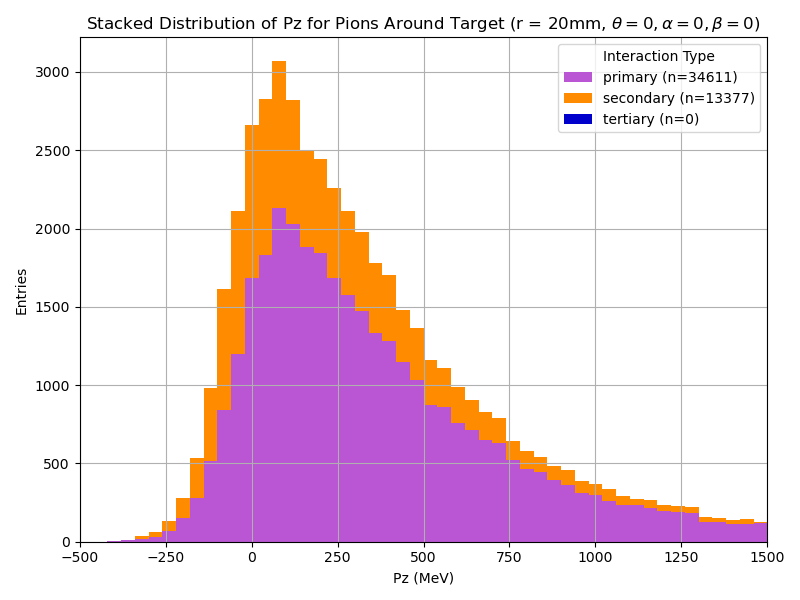 Stacked Distribution of Pz for Pions Around Target (r = 20mm, θ = 0, α = 0, β = 0)
Interaction Type
primary (n=34611)
secondary (n=13377)
tertiary (n=0)
Entries
3000
2500
2000
1500
1000
500
0
−500 −250 0 250 500 750 1000 1250 1500
Pz (MeV)